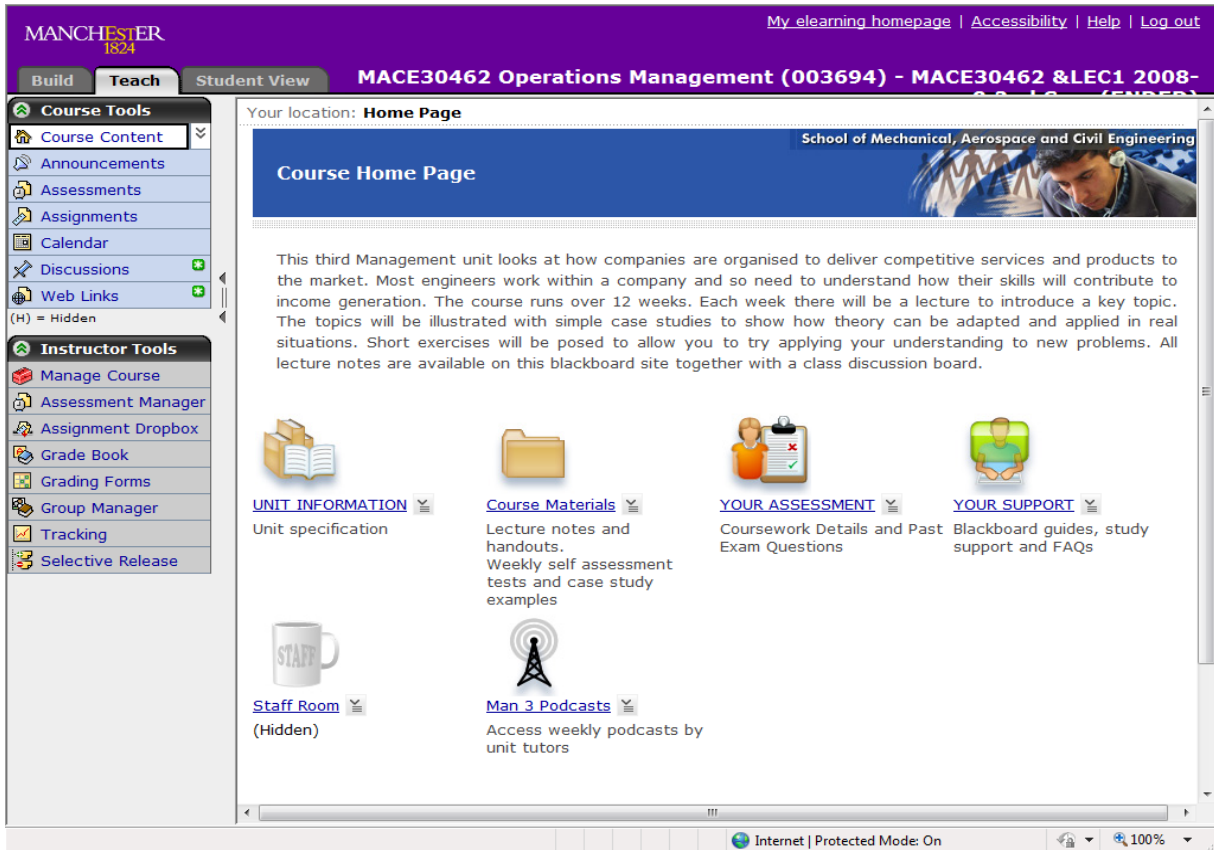 MANCHESTER
1824
My elearning homepage | Accessibility | Help | Log out
Build
Teach
Student View
MACE30462 Operations Management (003694) - MACE30462 &LEC1 2008-
Course Tools
Course Content
Announcements
Assessments
Assignments
Calendar
Discussions
Web Links
(H) = Hidden
Instructor Tools
Manage Course
Assessment Manager
Assignment Dropbox
Grade Book
Grading Forms
Group Manager
Tracking
Selective Release
Your location: Home Page
School of Mechanical, Aerospace and Civil Engineering
Course Home Page
This third Management unit looks at how companies are organised to deliver competitive services and products to
the market. Most engineers work within a company and so need to understand how their skills will contribute to
income generation. The course runs over 12 weeks. Each week there will be a lecture to introduce a key topic.
The topics will be illustrated with simple case studies to show how theory can be adapted and applied in real
situations. Short exercises will be posed to allow you to try applying your understanding to new problems. All
lecture notes are available on this blackboard site together with a class discussion board.
UNIT INFORMATION
Unit specification
Course Materials
Lecture notes and
handouts.
Weekly self assessment
tests and case study
examples
YOUR ASSESSMENT
Coursework Details and Past
Exam Questions
YOUR SUPPORT
Blackboard guides, study
support and FAQs
STAFF
Staff Room
(Hidden)
Man 3 Podcasts
Access weekly podcasts by
unit tutors
Internet | Protected Mode: On
100%